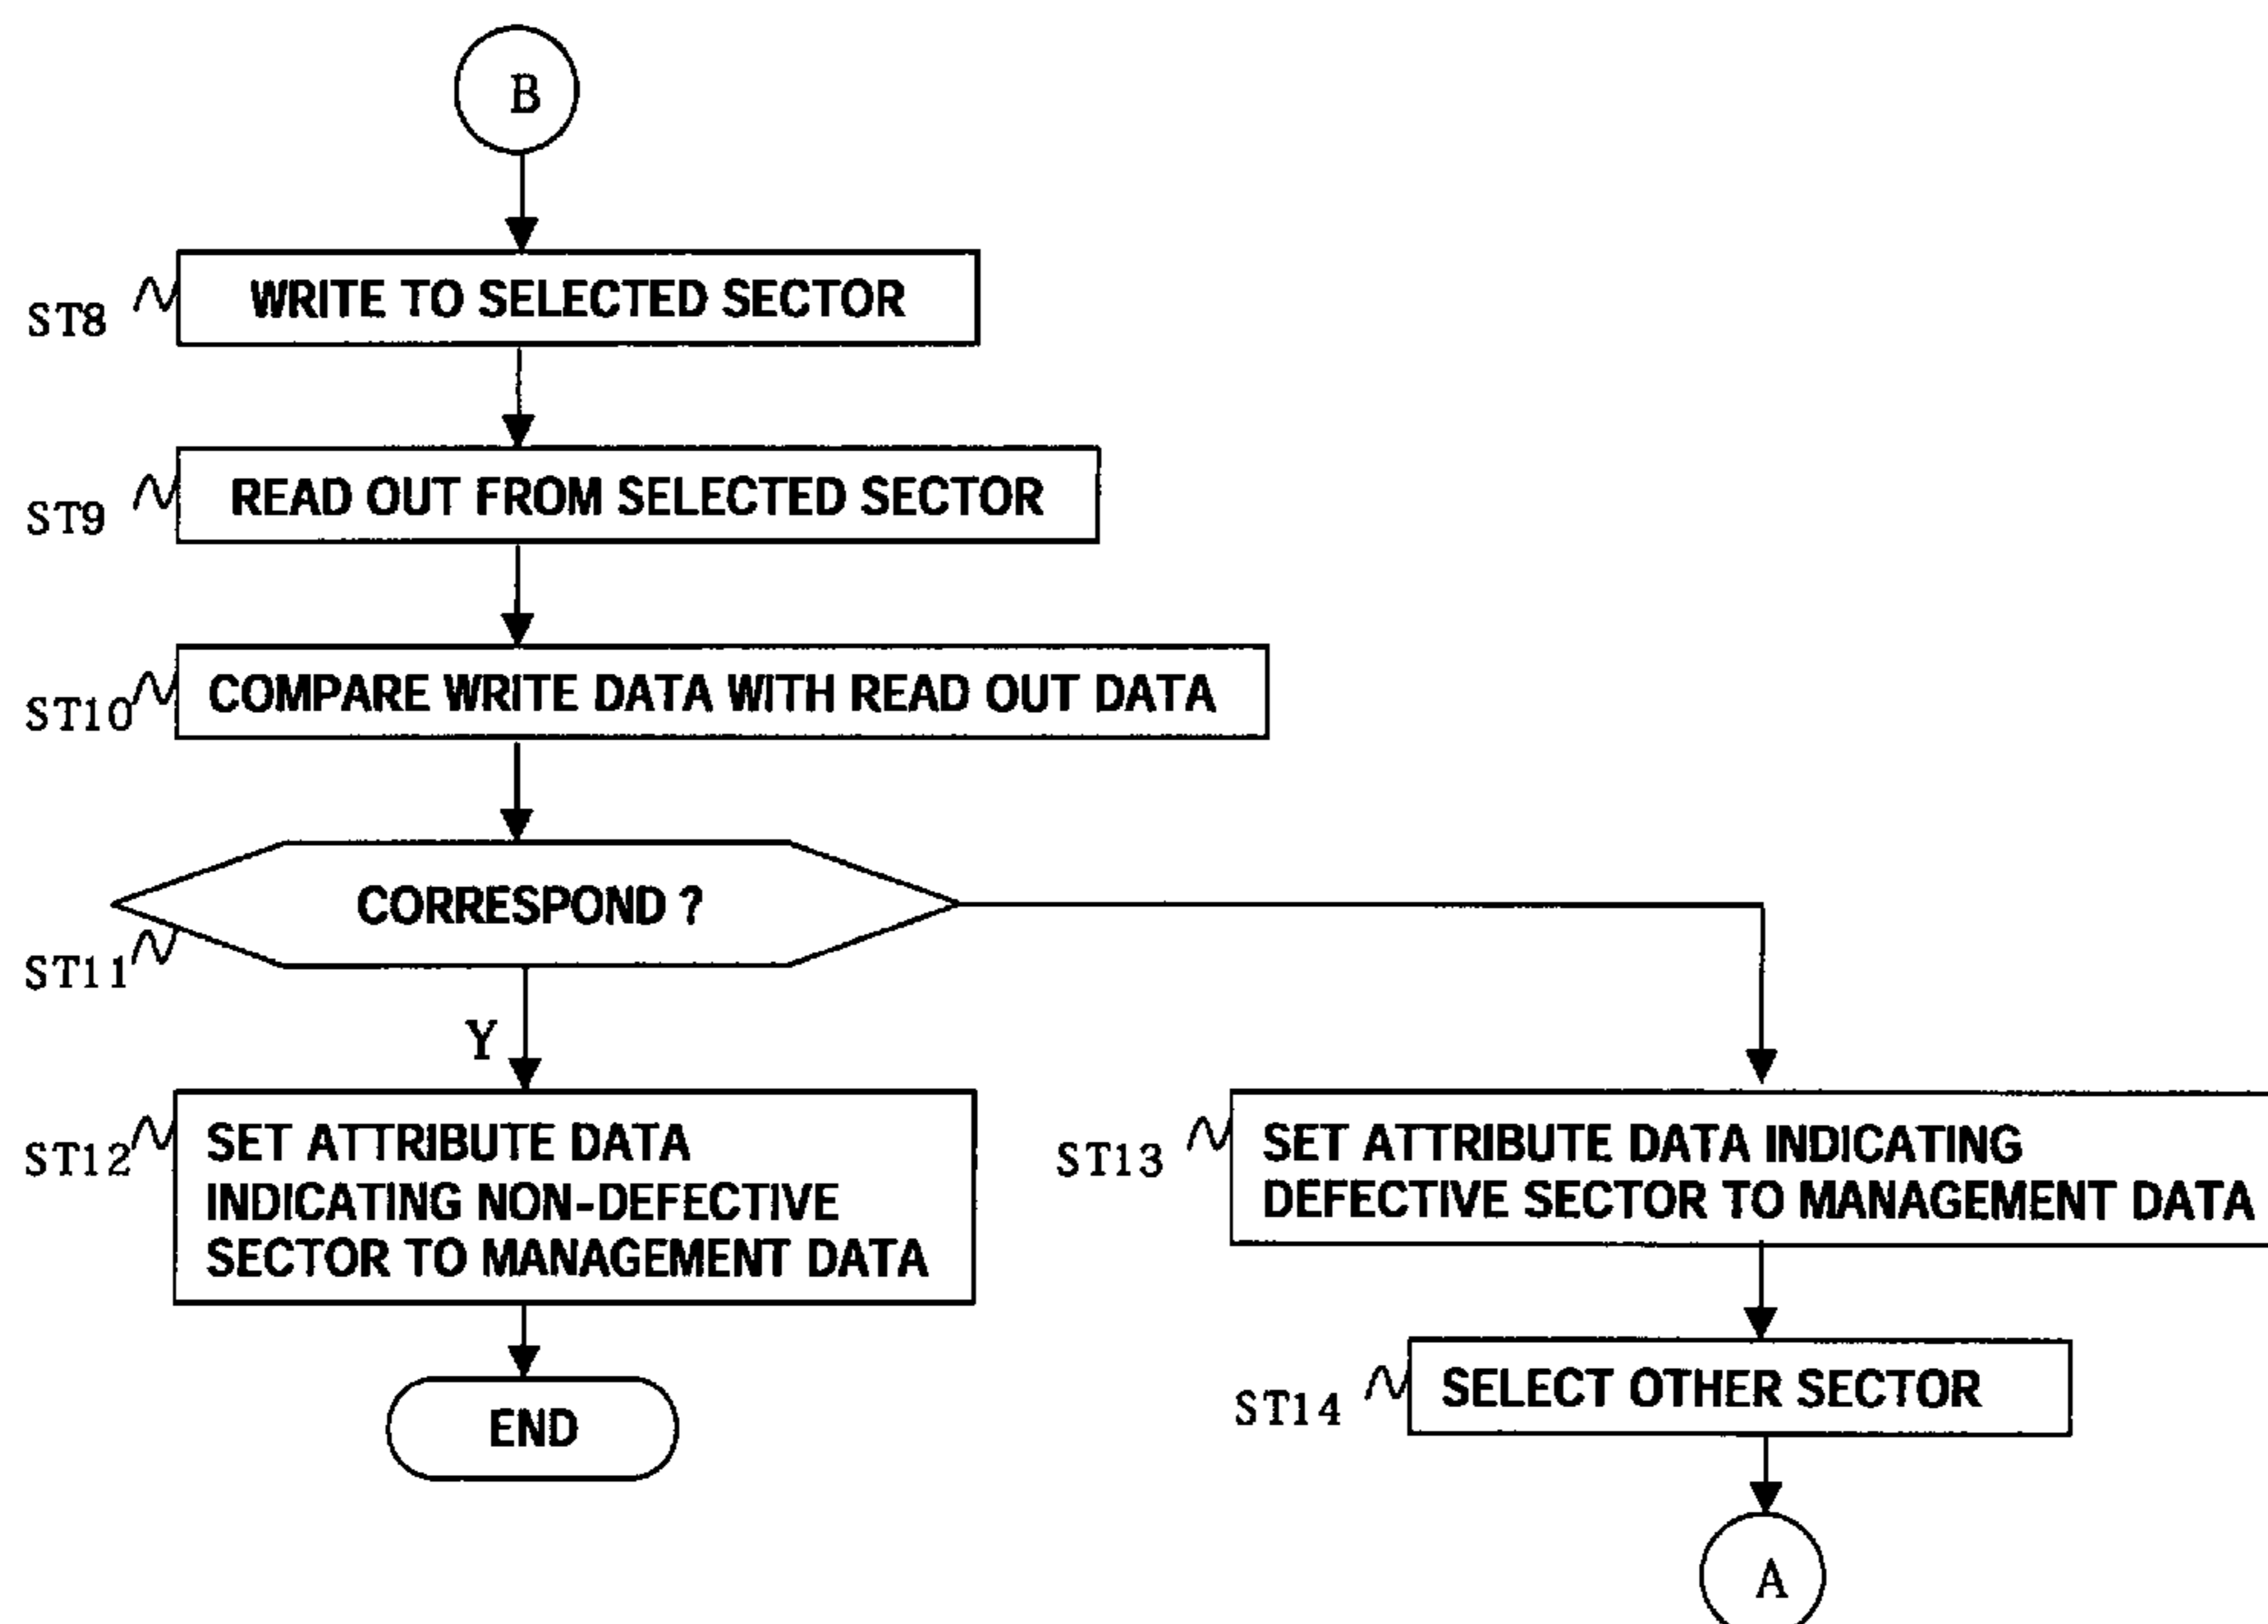 B
ST8
WRITE TO SELECTED SECTOR
ST9
READ OUT FROM SELECTED SECTOR
ST10
COMPARE WRITE DATA WITH READ OUT DATA
CORRESPOND ?
ST11
Y
ST12
SET ATTRIBUTE DATA
INDICATING NON-DEFECTIVE
SECTOR TO MANAGEMENT DATA
END
ST13
SET ATTRIBUTE DATA INDICATING
DEFECTIVE SECTOR TO MANAGEMENT DATA
ST14
SELECT OTHER SECTOR
A